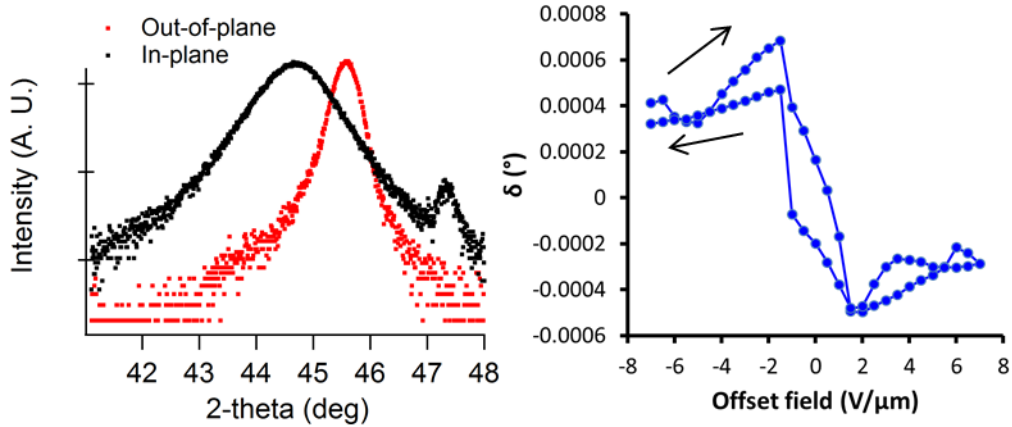 Out-of-plane
In-plane
Intensity (A. U.)
42 43 44 45 46 47 48
2-theta (deg)
δ (°)
0.0008
0.0006
0.0004
0.0002
0
-0.0002
-0.0004
-0.0006
-8 -6 -4 -2 0 2 4 6 8
Offset field (V/μm)